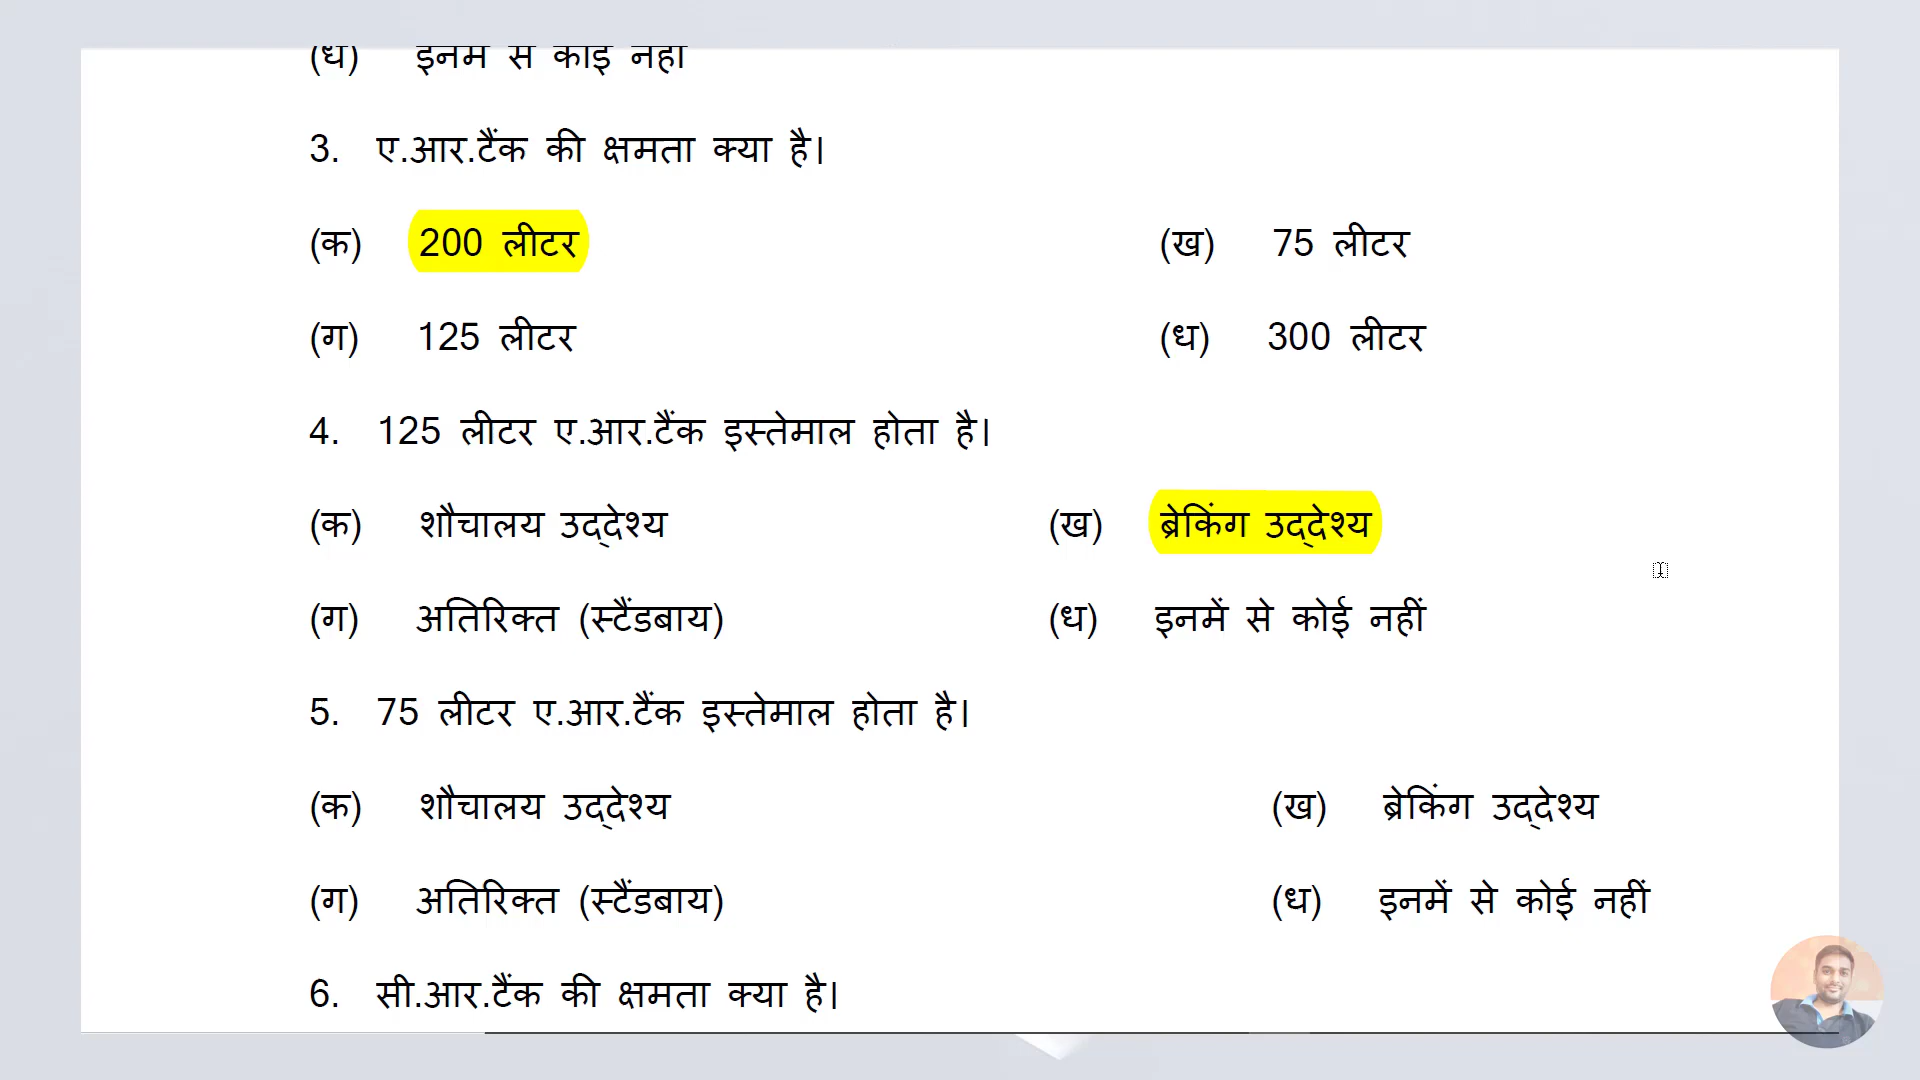 (ध) इनमें से कोई नहीं
3. ए.आर.टैंक की क्षमता क्या है।
(क) 200 लीटर (ख) 75 लीटर
(ग) 125 लीटर (ध) 300 लीटर
4. 125 लीटर ए.आर.टैंक इस्तेमाल होता है।
(क) शौचालय उद्देश्य (ख) ब्रेकिंग उद्देश्य
(ग) अतिरिक्त (स्टैंडबाय) (ध) इनमें से कोई नहीं
5. 75 लीटर ए.आर.टैंक इस्तेमाल होता है।
(क) शौचालय उद्देश्य (ख) ब्रेकिंग उद्देश्य
(ग) अतिरिक्त (स्टैंडबाय) (ध) इनमें से कोई नहीं
6. सी.आर.टैंक की क्षमता क्या है।